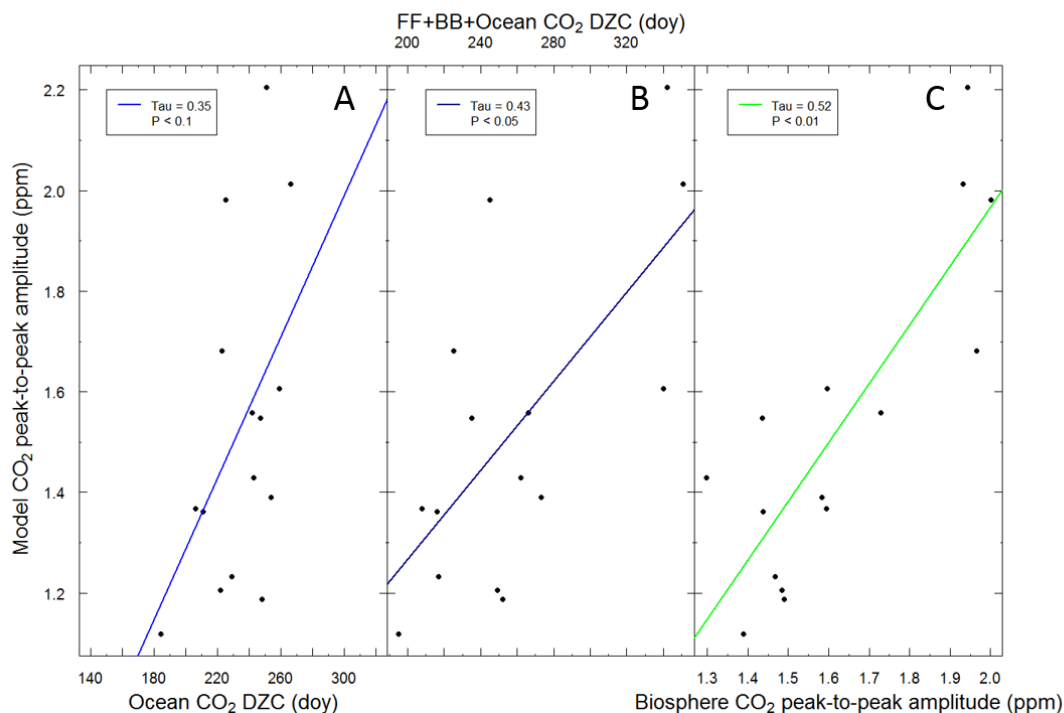 FF+BB+Ocean CO₂ DZC (doy)
200 240 280 320
A B C
Tau = 0.35
P < 0.1
Tau = 0.43
P < 0.05
Tau = 0.52
P < 0.01
Model CO₂ peak-to-peak amplitude (ppm)
2.2
2.0
1.8
1.6
1.4
1.2
140 180 220 260 300
1.3 1.4 1.5 1.6 1.7 1.8 1.9 2.0
Ocean CO₂ DZC (doy)
Biosphere CO₂ peak-to-peak amplitude (ppm)